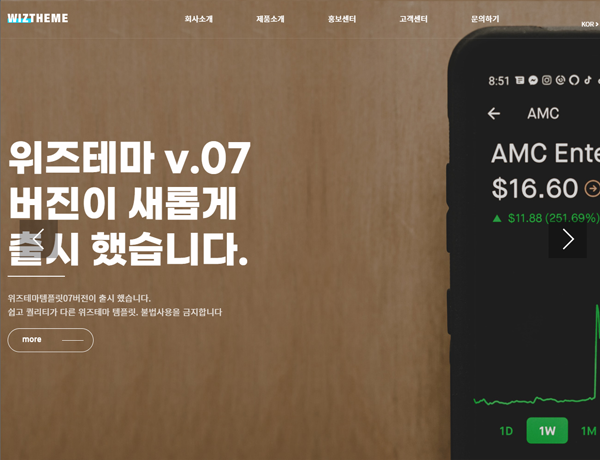 WIZTHEME
회사소개 제품소개 홍보센터 고객센터 문의하기
KOR
위즈테마 v.07
버진이 새롭게
출시 했습니다.
위즈테마템플릿07버전이 출시 했습니다.
쉽고 퀄리티가 다른 위즈테마 템플릿. 불법사용을 금지합니다
more
8:51
AMC
AMC Ente
$16.60
$11.88 (251.69%)
1D 1W 1M